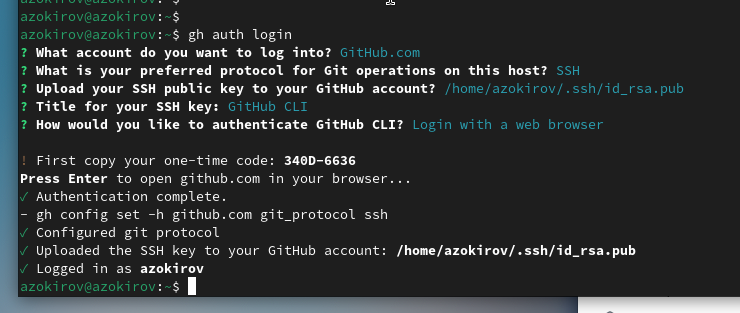 azokirov@azokirov:~$
azokirov@azokirov:~$
azokirov@azokirov:~$ gh auth login
? What account do you want to log into? GitHub.com
? What is your preferred protocol for Git operations on this host? SSH
? Upload your SSH public key to your GitHub account? /home/azokirov/.ssh/id_rsa.pub
? Title for your SSH key: GitHub CLI
? How would you like to authenticate GitHub CLI? Login with a web browser
! First copy your one-time code: 340D-6636
Press Enter to open github.com in your browser...
✓ Authentication complete.
- gh config set -h github.com git_protocol ssh
✓ Configured git protocol
✓ Uploaded the SSH key to your GitHub account: /home/azokirov/.ssh/id_rsa.pub
✓ Logged in as azokirov
azokirov@azokirov:~$